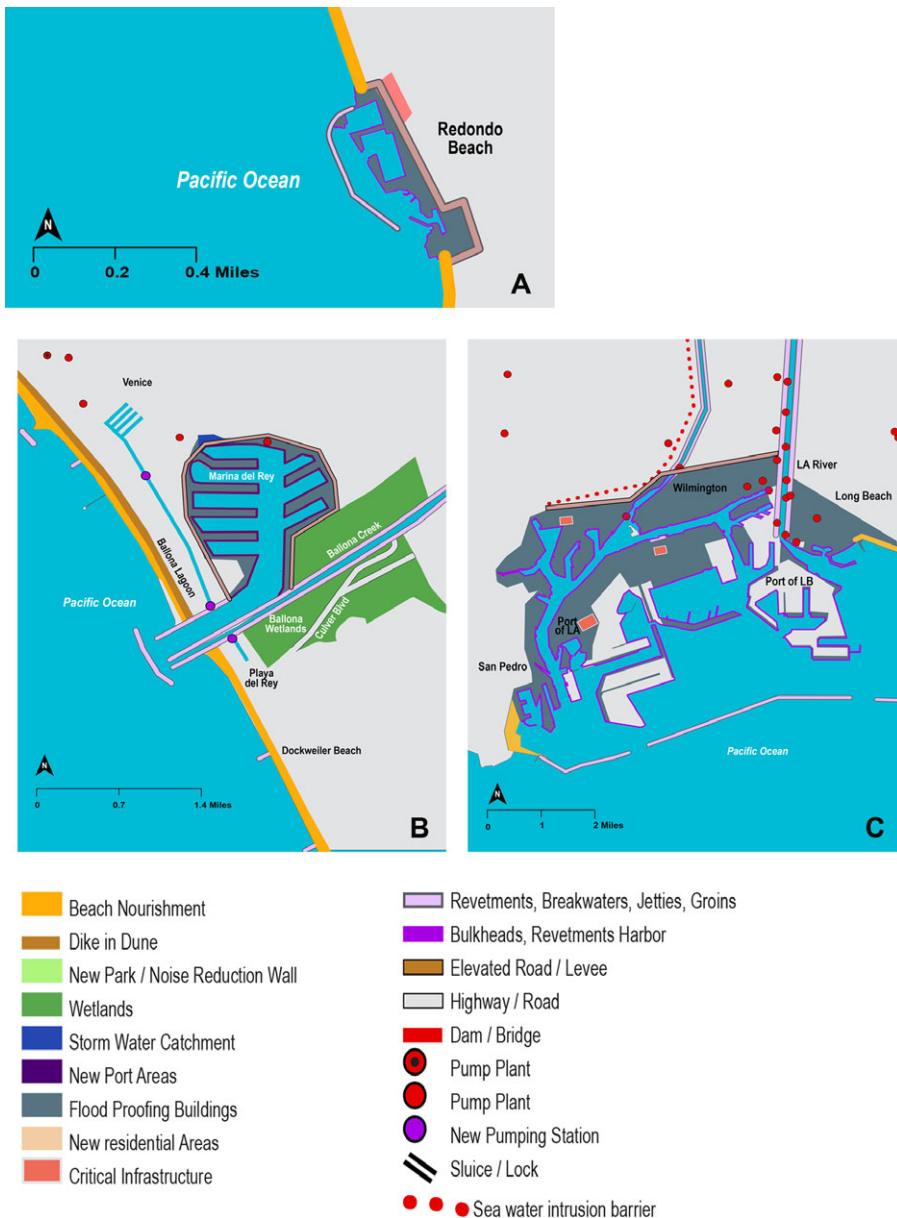 Redondo
Beach
Pacific Ocean
N
0 0.2 0.4 Miles
A
Venice
Marina del Rey
Ballona Creek
Ballona Lagoon
Pacific Ocean
Ballona
Wetlands
Culver Blvd
Playa
del Rey
Dockweiler Beach
N
0 0.7 1.4 Miles
B
LA River
Wilmington
Long Beach
Port of LB
Port
of LA
San Pedro
Pacific Ocean
N
0 1 2 Miles
C
Beach Nourishment
Dike in Dune
New Park / Noise Reduction Wall
Wetlands
Storm Water Catchment
New Port Areas
Flood Proofing Buildings
New residential Areas
Critical Infrastructure
Revetments, Breakwaters, Jetties, Groins
Bulkheads, Revetments Harbor
Elevated Road / Levee
Highway / Road
Dam / Bridge
Pump Plant
Pump Plant
New Pumping Station
Sluice / Lock
Sea water intrusion barrier